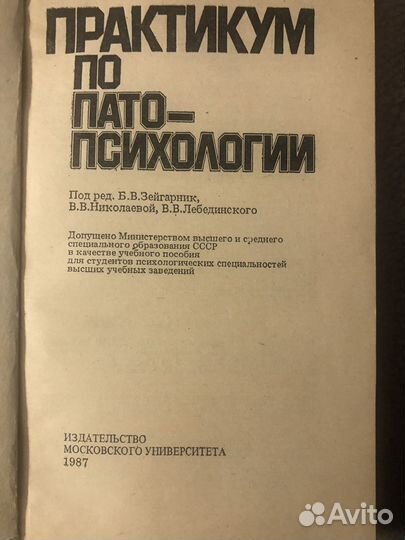 ПРАКТИКУМ
ПО
ПАТО-
ПСИХОЛОГИИ
Под ред. Б.В.Зейгарник,
В.В.Николаевой, В.В.Лебединского
Допущено Министерством высшего и среднего
специального образования СССР
в качестве учебного пособия
для студентов психологических специальностей
высших учебных заведений
ИЗДАТЕЛЬСТВО
МОСКОВСКОГО УНИВЕРСИТЕТА
1987
Avito